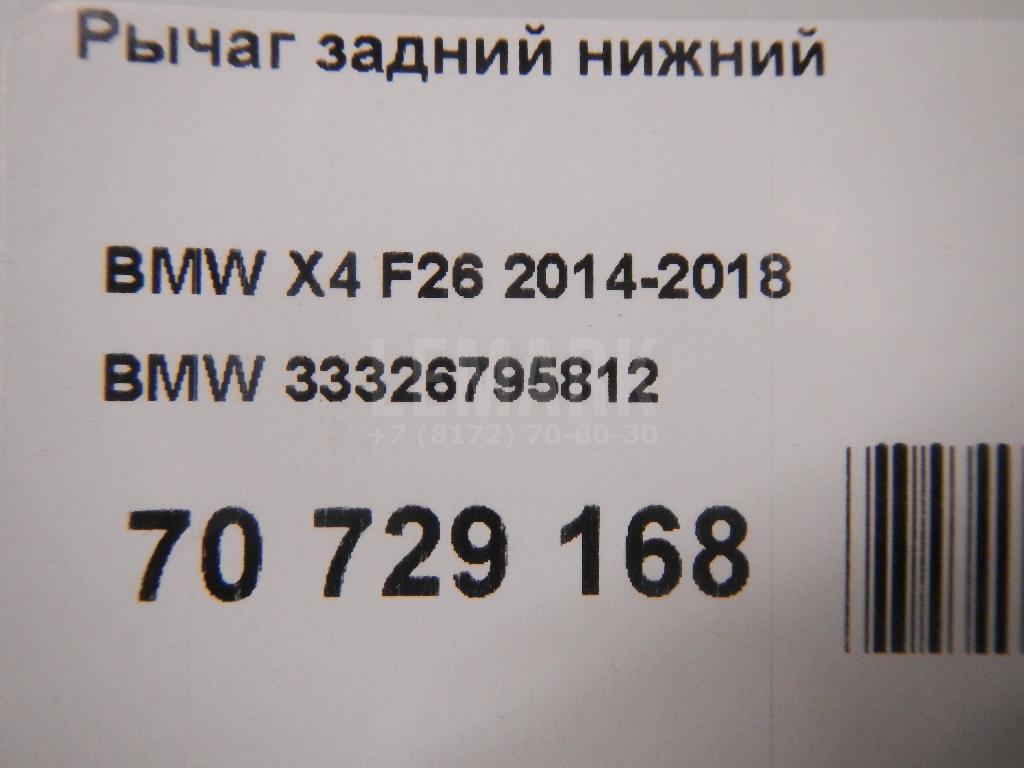 Рычаг задний нижний
BMW X4 F26 2014-2018
BMW 33326795812
LEMARK
+7 (8172) 70-60-30
70 729 168